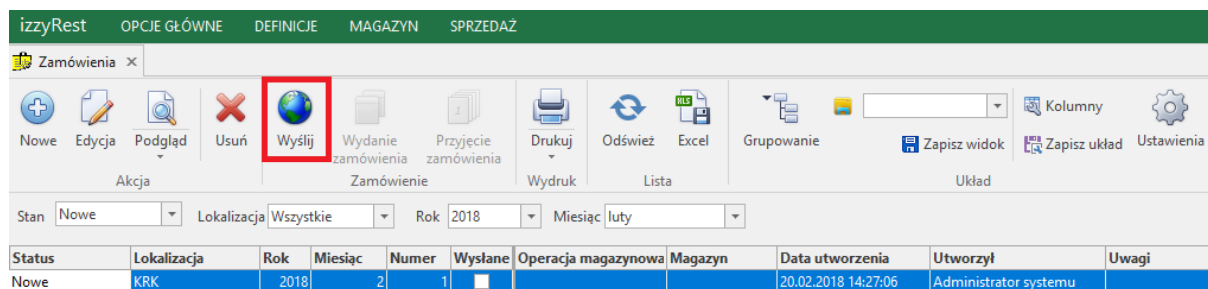 izzyRest OPCJE GŁÓWNE DEFINICJE MAGAZYN SPRZEDAŻ
Zamówienia ×
Nowe Edycja Podgląd Usuń Wyślij Wydanie zamówienia Przyjęcie zamówienia Drukuj Odśwież Excel Grupowanie Zapisz widok Kolumny Zapisz układ Ustawienia
Akcja Zamówienie Wydruk Lista Układ
Stan Nowe Lokalizacja Wszystkie Rok 2018 Miesiąc luty
Status Lokalizacja Rok Miesiąc Numer Wysłane Operacja magazynowa Magazyn Data utworzenia Utworzył Uwagi
Nowe KRK 2018 2 1 20.02.2018 14:27:06 Administrator systemu